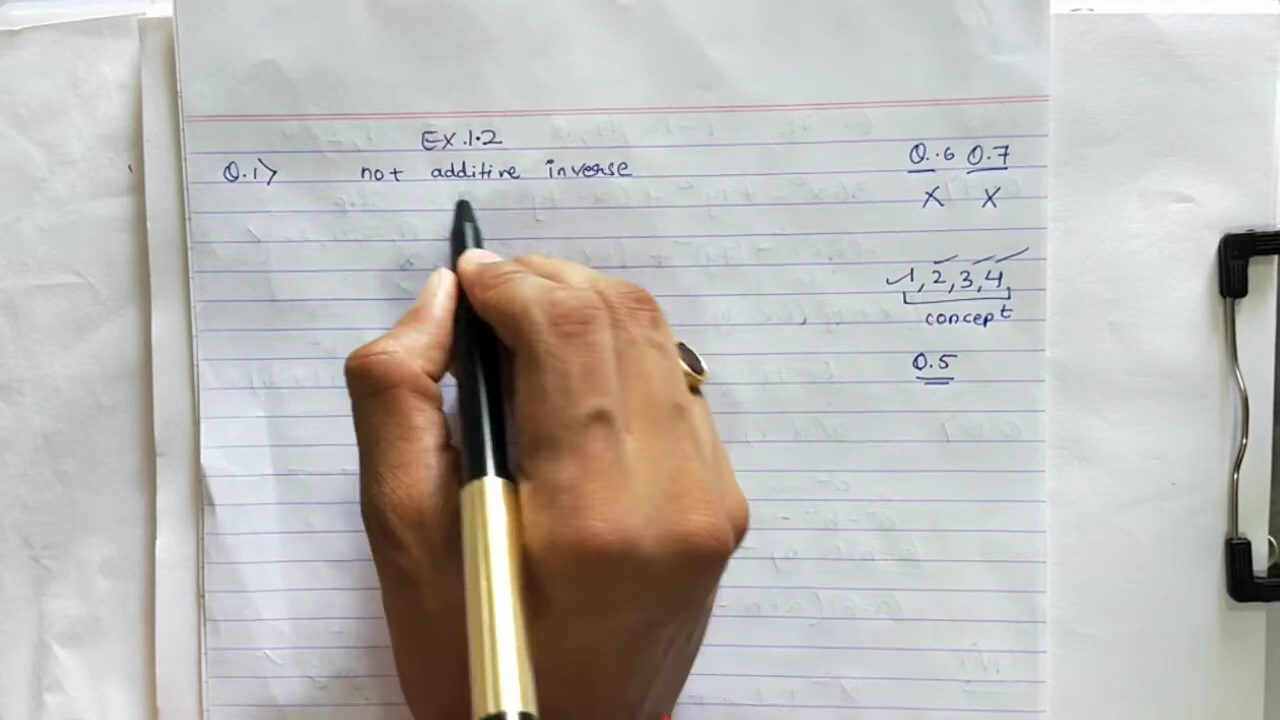 Ex.1.2
Q.1> not additive inverse
Q.6 Q.7
x x
1, 2, 3, 4,
concept
Q.5